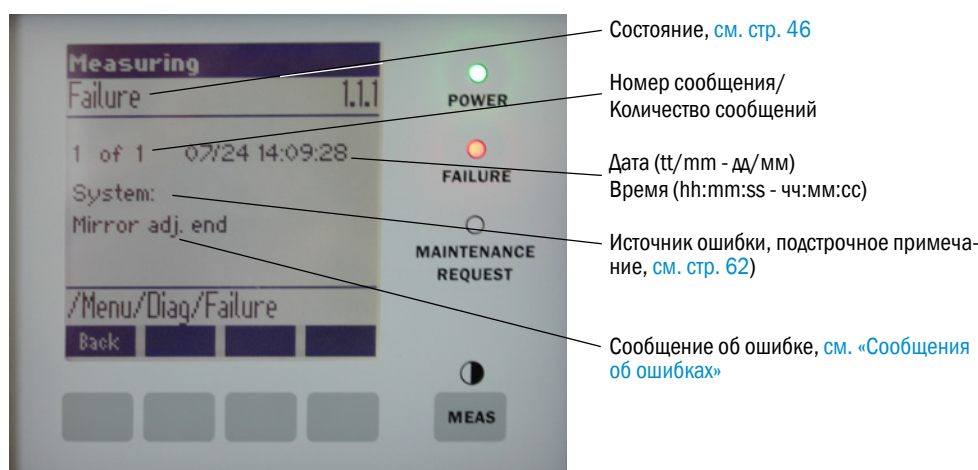 Measuring
Failure 1.1.1
1 of 1 07/24 14:09:28
System:
Mirror adj. end
/Menu/Diag/Failure
Back
POWER
FAILURE
MAINTENANCE
REQUEST
MEAS
Состояние, см. стр. 46
Номер сообщения/
Количество сообщений
Дата (tt/mm - дд/мм)
Время (hh:mm:ss - чч:мм:сс)
Источник ошибки, подстрочное примеча-
ние, см. стр. 62)
Сообщение об ошибке, см. «Сообщения
об ошибках»